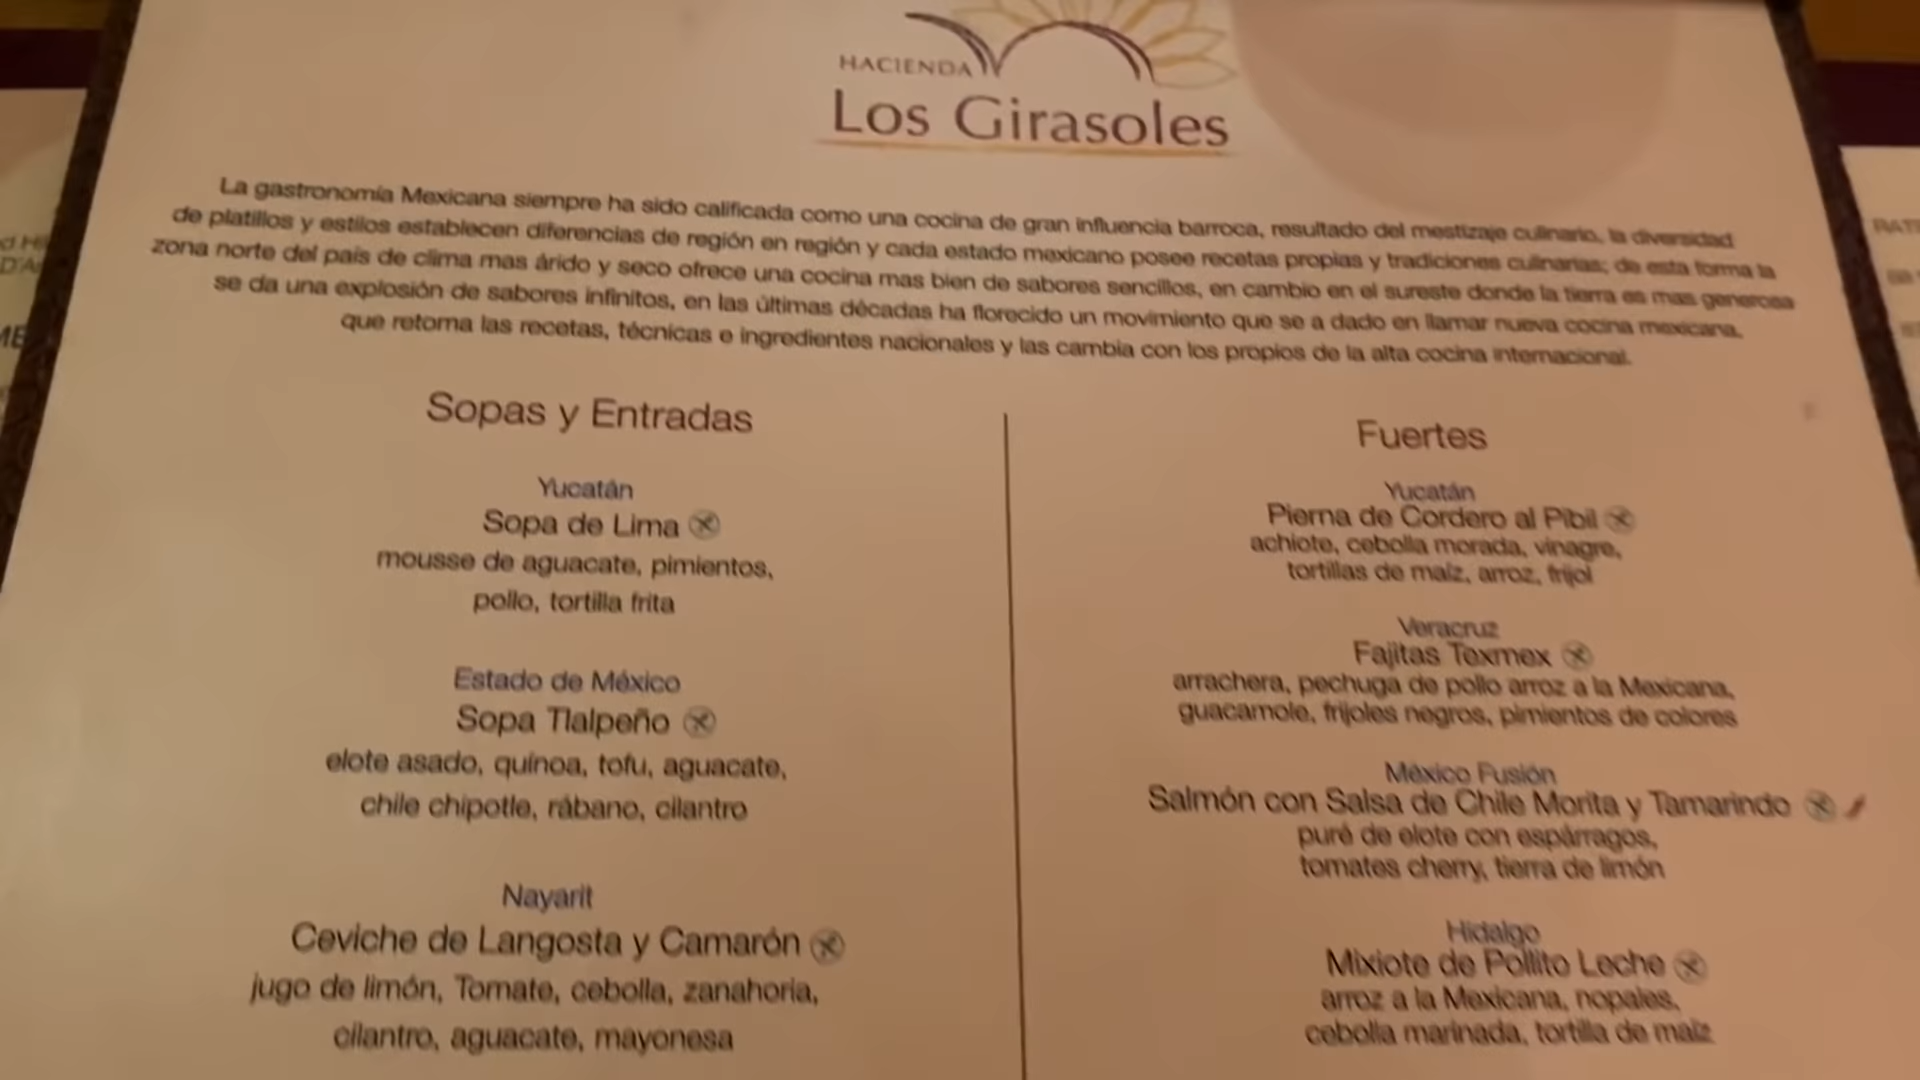 HACIENDA
Los Girasoles
La gastronomía Mexicana siempre ha sido calificada como una cocina de gran influencia barroca, resultado del mestizaje culinario, la diversidad
de platillos y estilos establecen diferencias de región en región y cada estado mexicano posee recetas propias y tradiciones culinarias; de esta forma la
zona norte del país de clima mas árido y seco ofrece una cocina mas bien de sabores sencillos, en cambio en el sureste donde la tierra es mas generosa
se da una explosión de sabores infinitos, en las últimas décadas ha florecido un movimiento que se a dado en llamar nueva cocina mexicana,
que retoma las recetas, técnicas e ingredientes nacionales y las cambia con los propios de la alta cocina internacional.
Sopas y Entradas
Yucatán
Sopa de Lima
mousse de aguacate, pimientos,
pollo, tortilla frita
Estado de México
Sopa Tlalpeño
elote asado, quinoa, tofu, aguacate,
chile chipotle, rábano, cilantro
Nayarit
Ceviche de Langosta y Camarón
jugo de limón, Tomate, cebolla, zanahoria,
cilantro, aguacate, mayonesa
Fuertes
Yucatán
Pierna de Cordero al Pibil
achiote, cebolla morada, vinagre,
tortillas de maíz, arroz, frijol
Veracruz
Fajitas Texmex
arrachera, pechuga de pollo arroz a la Mexicana,
guacamole, frijoles negros, pimientos de colores
México Fusión
Salmón con Salsa de Chile Morita y Tamarindo
puré de elote con espárragos,
tomates cherry, tierra de limón
Hidalgo
Mixiote de Pollito Leche
arroz a la Mexicana, nopales,
cebolla marinada, tortilla de maíz